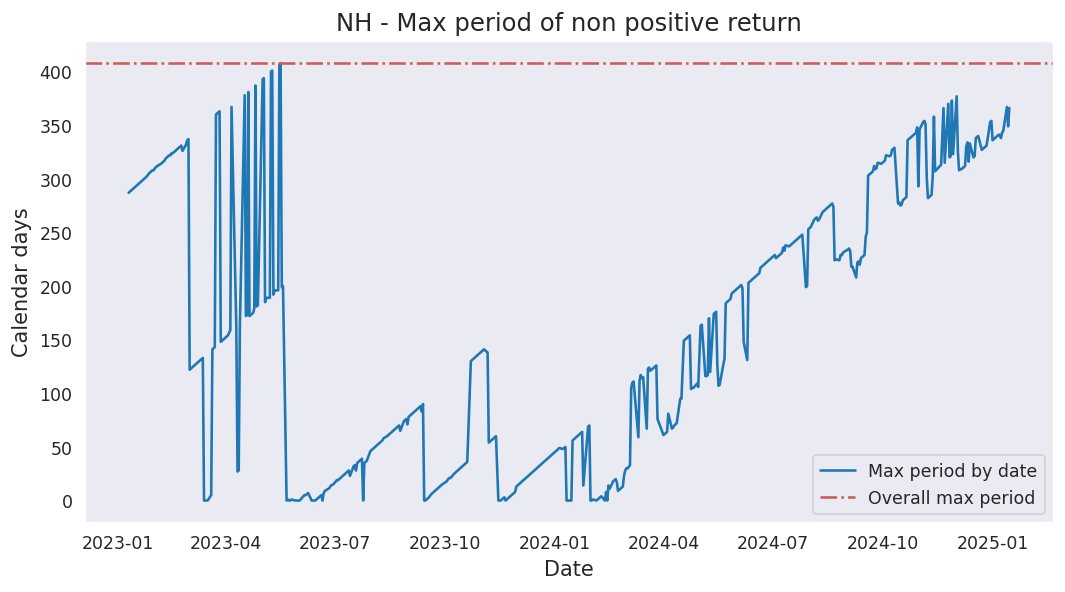 NH - Max period of non positive return
Calendar days
400
350
300
250
200
150
100
50
0
2023-01 2023-04 2023-07 2023-10 2024-01 2024-04 2024-07 2024-10 2025-01
Date
Max period by date
Overall max period